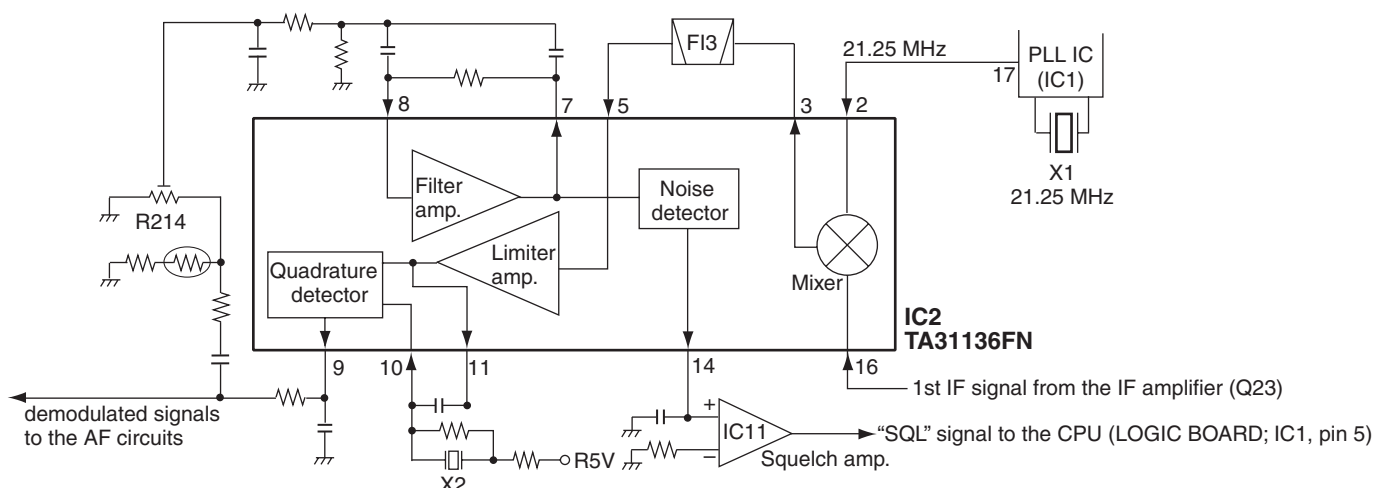 FI3
21.25 MHz
17
PLL IC
(IC1)
8
7
5
3
2
X1
21.25 MHz
Filter
amp.
Noise
detector
R214
Limiter
amp.
Quadrature
detector
Mixer
IC2
TA31136FN
9
10
11
14
16
1st IF signal from the IF amplifier (Q23)
demodulated signals
to the AF circuits
+
IC11
–
"SQL" signal to the CPU (LOGIC BOARD; IC1, pin 5)
Squelch amp.
R5V
X2